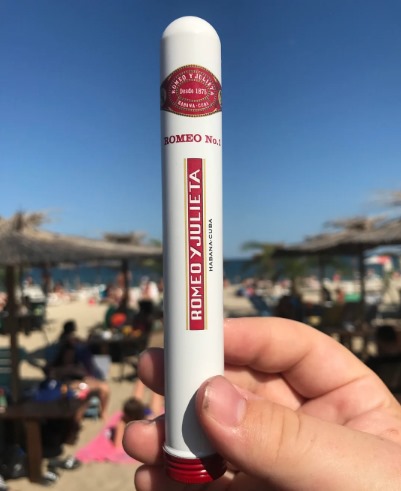 ROMEO Y JULIETA
Desde 1875
HABANA·CUBA
ROMEO No.1
ROMEO Y JULIETA
HABANA·CUBA